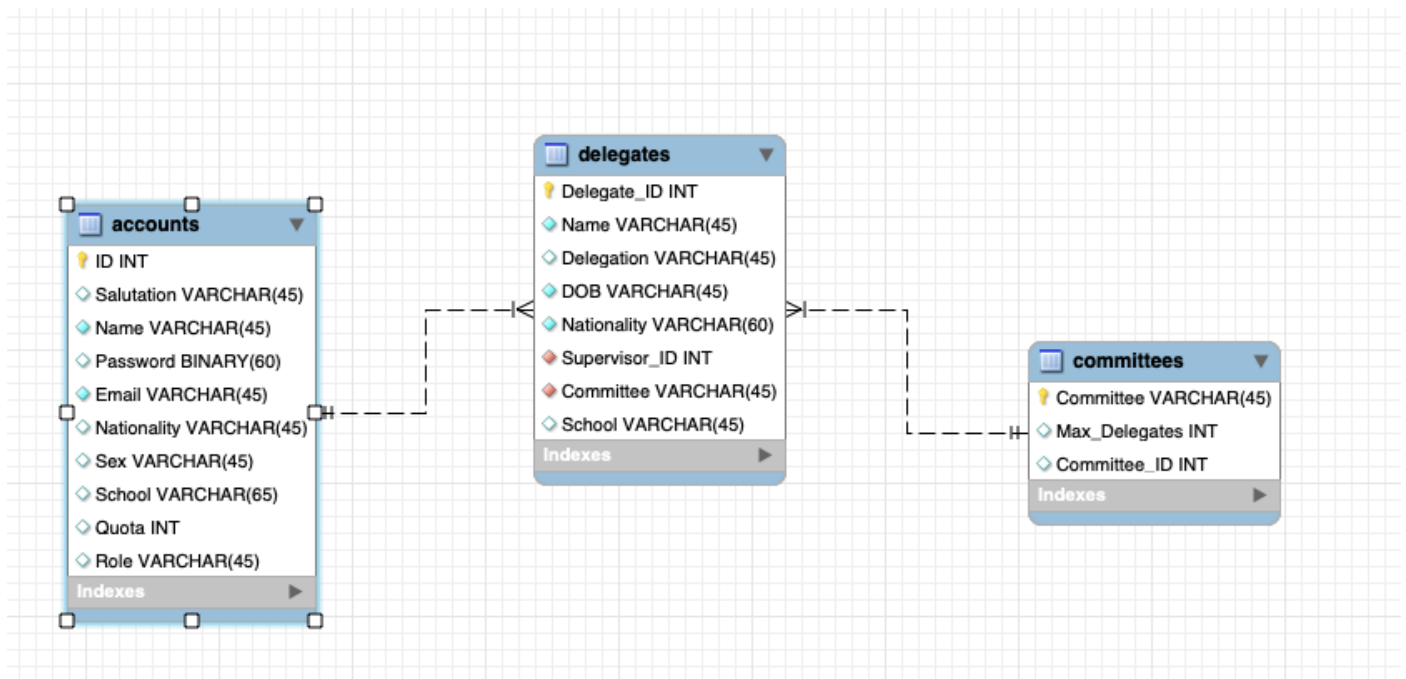 accounts
ID INT
Salutation VARCHAR(45)
Name VARCHAR(45)
Password BINARY(60)
Email VARCHAR(45)
Nationality VARCHAR(45)
Sex VARCHAR(45)
School VARCHAR(65)
Quota INT
Role VARCHAR(45)
Indexes
delegates
Delegate_ID INT
Name VARCHAR(45)
Delegation VARCHAR(45)
DOB VARCHAR(45)
Nationality VARCHAR(60)
Supervisor_ID INT
Committee VARCHAR(45)
School VARCHAR(45)
Indexes
committees
Committee VARCHAR(45)
Max_Delegates INT
Committee_ID INT
Indexes